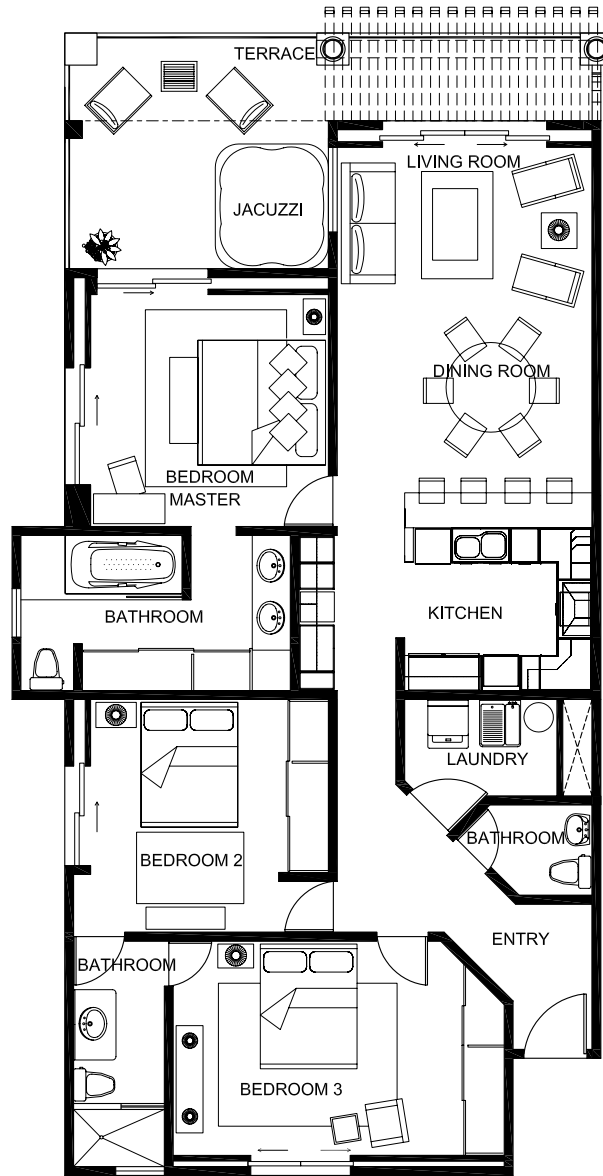 TERRACE
LIVING ROOM
JACUZZI
DINING ROOM
BEDROOM
MASTER
BATHROOM
KITCHEN
LAUNDRY
BATHROOM
BEDROOM 2
ENTRY
BATHROOM
BEDROOM 3